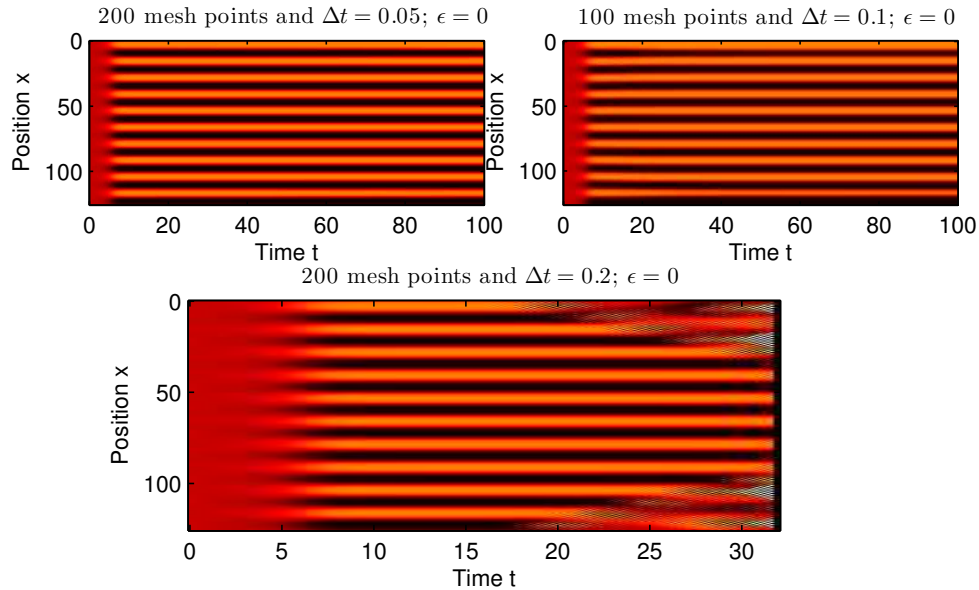 200 mesh points and Δt = 0.05; ϵ = 0
100 mesh points and Δt = 0.1; ϵ = 0
Position x
0
50
100
0 20 40 60 80 100
Time t
Position x
0
50
100
0 20 40 60 80 100
Time t
200 mesh points and Δt = 0.2; ϵ = 0
Position x
0
50
100
0 5 10 15 20 25 30
Time t